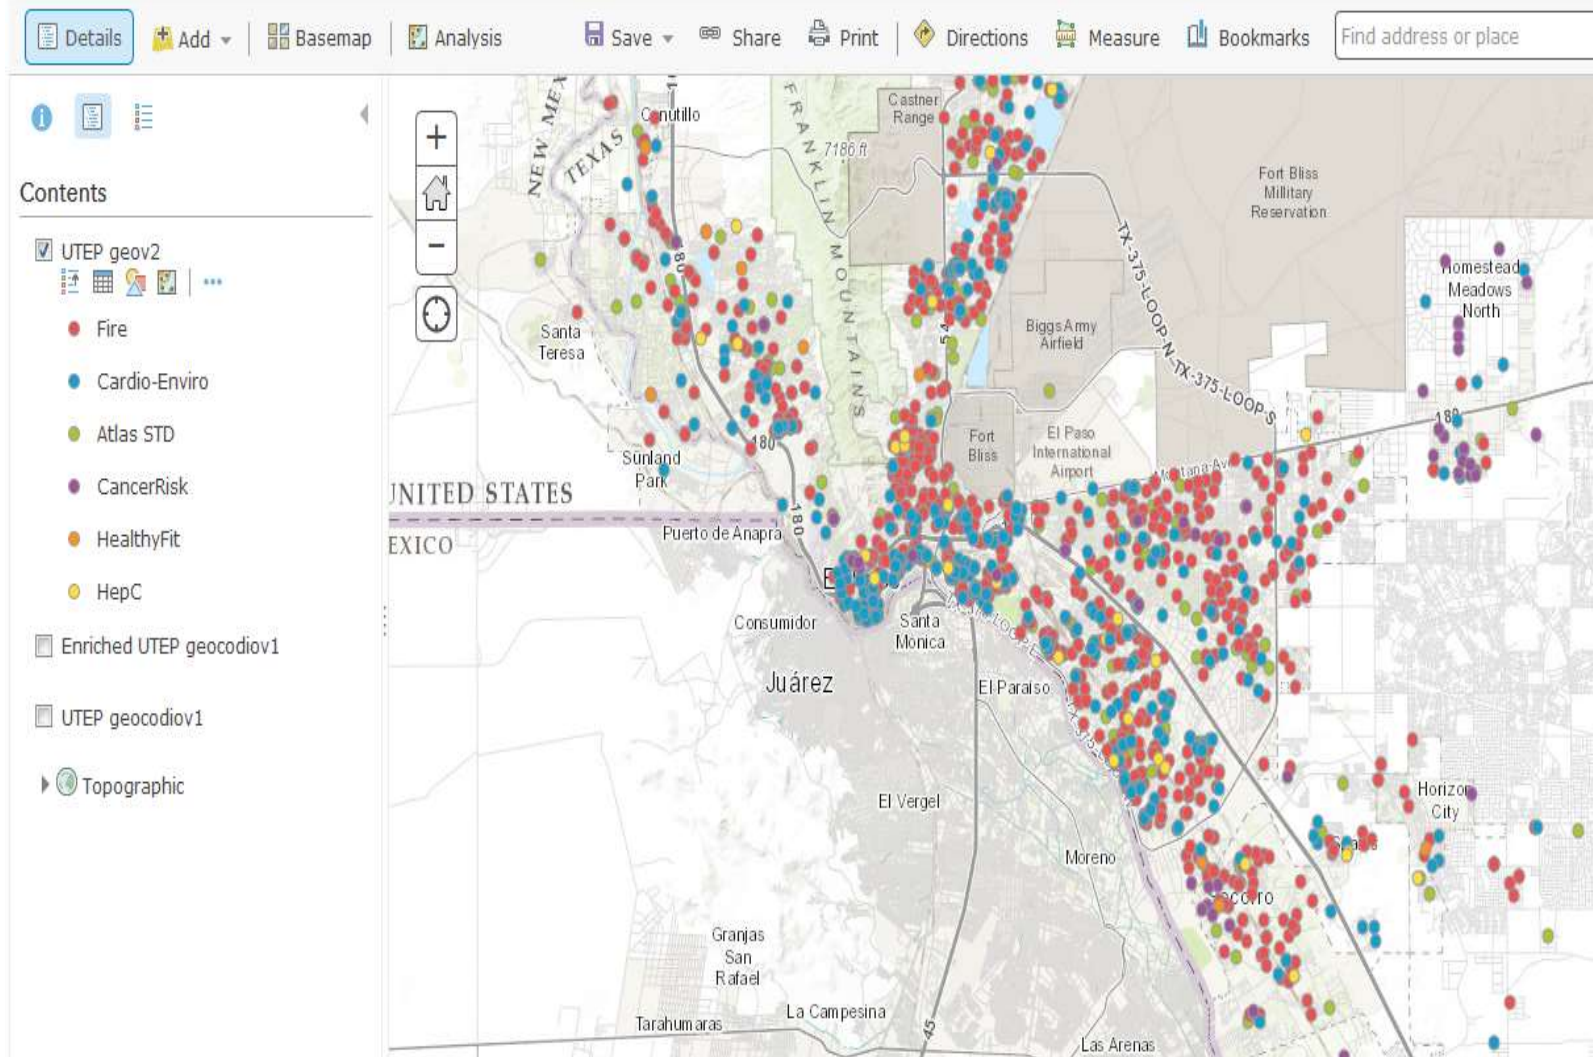 Details
Add
Basemap
Analysis
Save
Share
Print
Directions
Measure
Bookmarks
Find address or place
Contents
UTEP geov2
Fire
Cardio-Enviro
Atlas STD
CancerRisk
HealthyFit
HepC
Enriched UTEP geocodiov1
UTEP geocodiov1
Topographic
NEW MEX
TEXAS
FRANKLIN MOUNTAINS
Castner
Range
7186 ft
Fort Bliss
Millitary
Reservation
TX-375-LOOP-N
TX-375-LOOP-S
Meadows
North
Santa
Teresa
Biggs Army
Airfield
54
180
180
180
180
Fort
Bliss
El Paso
International
Airport
Sunland
Park
UNITED STATES
EXICO
Puerto de Anapra
Consumidor
Santa
Monica
Juárez
El Paraiso
El Vergel
Moreno
City
Granjas
San
Rafael
La Campesina
Tarahumaras
45
Las Arenas